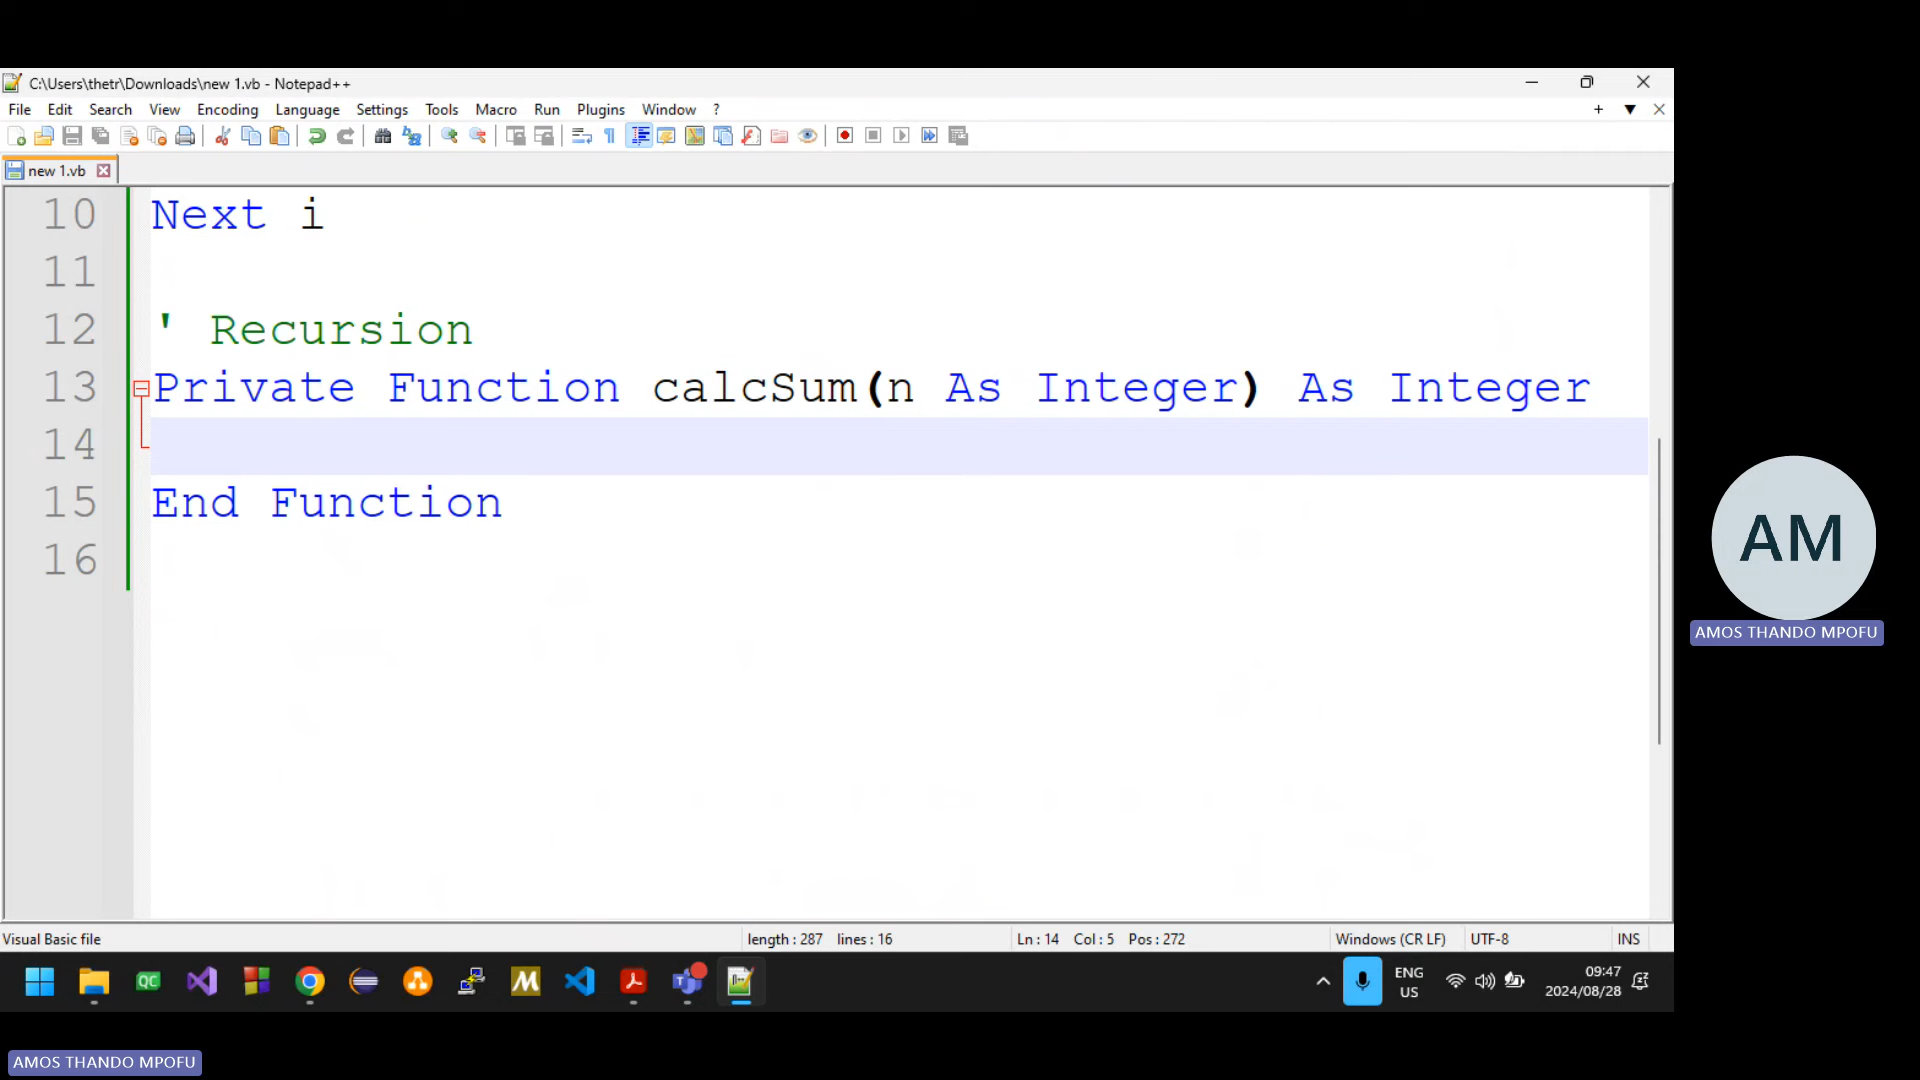 C:\Users\thetr\Downloads\new 1.vb - Notepad++
File Edit Search View Encoding Language Settings Tools Macro Run Plugins Window ?
new 1.vb
10 Next i
11
12 ' Recursion
13 Private Function calcSum(n As Integer) As Integer
14
15 End Function
16
AM
AMOS THANDO MPOFU
Visual Basic file length : 287 lines : 16 Ln : 14 Col : 5 Pos : 272 Windows (CR LF) UTF-8 INS
QC
ENG
US
09:47
2024/08/28
AMOS THANDO MPOFU